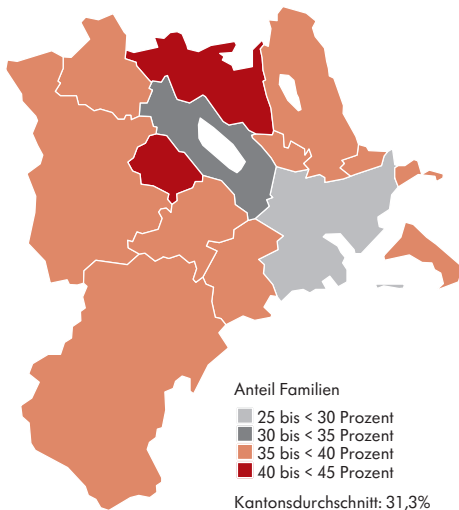 Anteil Familien
25 bis < 30 Prozent
30 bis < 35 Prozent
35 bis < 40 Prozent
40 bis < 45 Prozent
Kantonsdurchschnitt: 31,3%